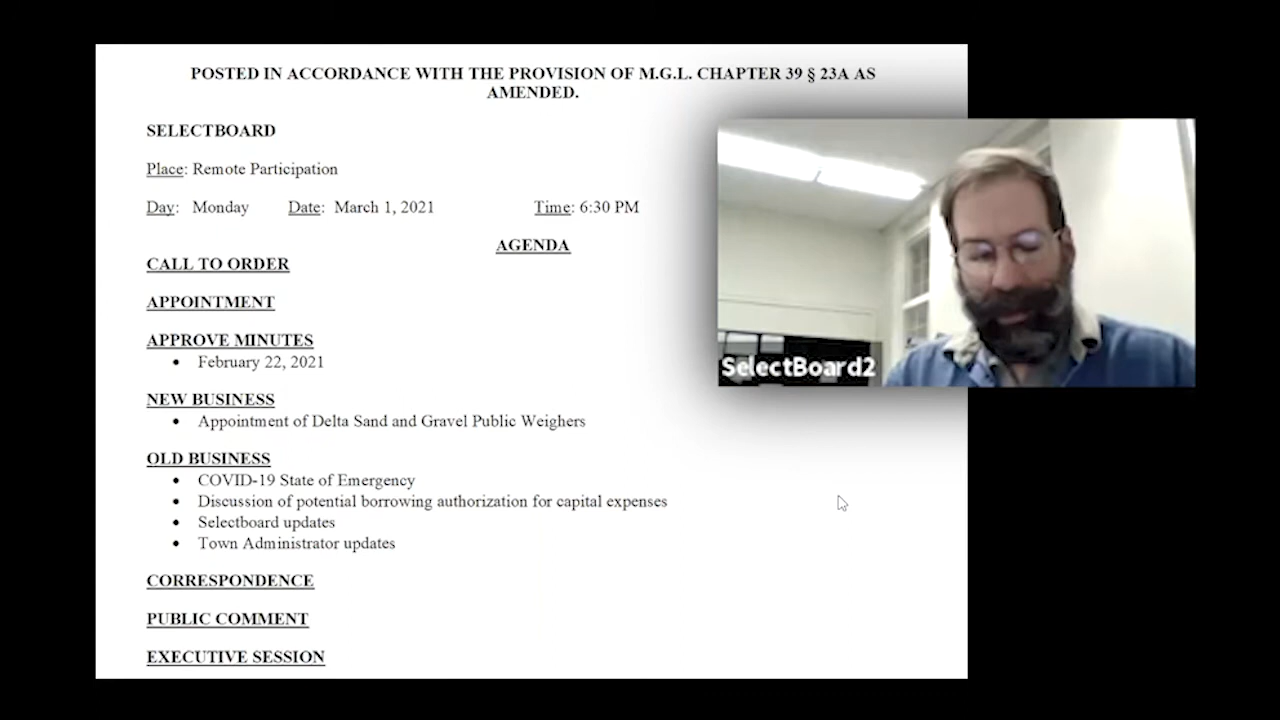 POSTED IN ACCORDANCE WITH THE PROVISION OF M.G.L. CHAPTER 39 § 23A AS
AMENDED.
SELECTBOARD
Place: Remote Participation
Day: Monday Date: March 1, 2021 Time: 6:30 PM
AGENDA
CALL TO ORDER
APPOINTMENT
APPROVE MINUTES
• February 22, 2021
NEW BUSINESS
• Appointment of Delta Sand and Gravel Public Weighers
OLD BUSINESS
• COVID-19 State of Emergency
• Discussion of potential borrowing authorization for capital expenses
• Selectboard updates
• Town Administrator updates
CORRESPONDENCE
PUBLIC COMMENT
EXECUTIVE SESSION
SelectBoard2